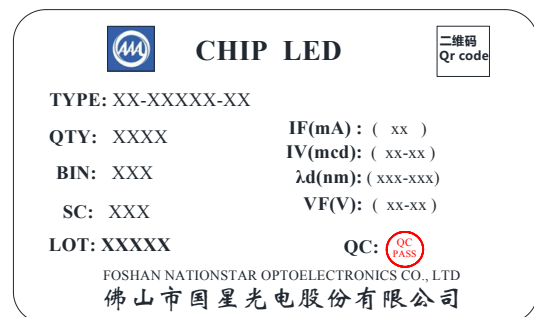 CHIP LED
二维码
Qr code
TYPE: XX-XXXXX-XX
QTY: XXXX
IF(mA) : ( xx )
IV(mcd): ( xx-xx )
BIN: XXX
λd(nm): ( xxx-xxx)
SC: XXX
VF(V): ( xx-xx )
LOT: XXXXX
QC: QC PASS
FOSHAN NATIONSTAR OPTOELECTRONICS CO., LTD
佛山市国星光电股份有限公司